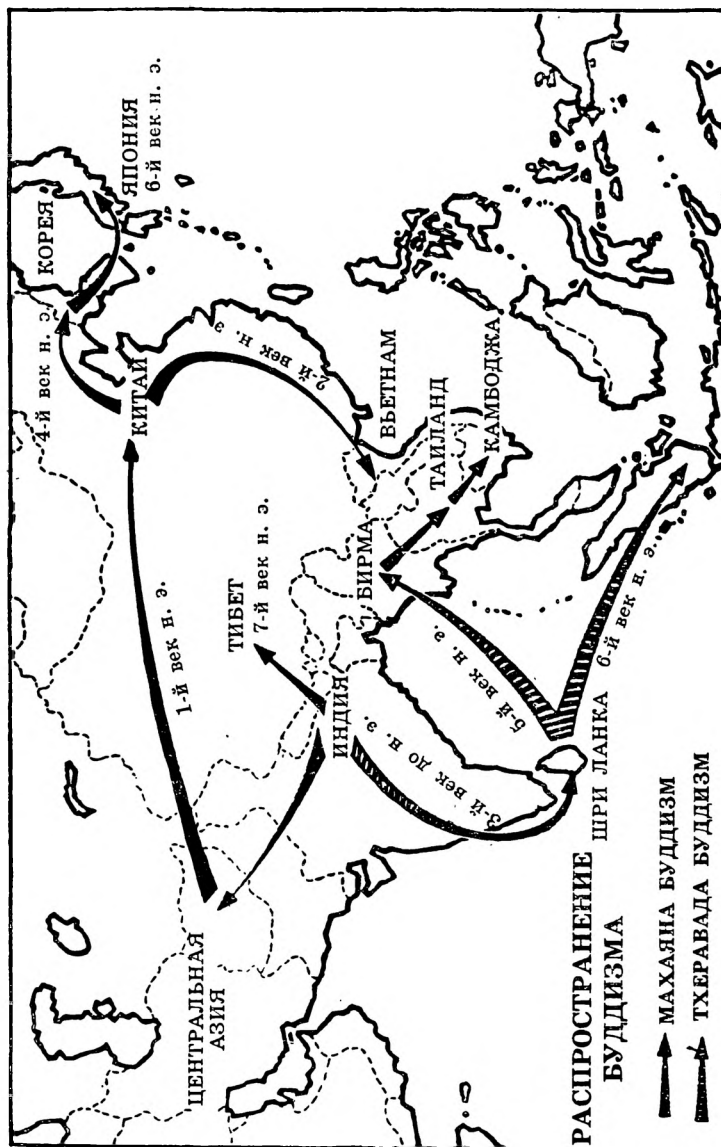 ЦЕНТРАЛЬНАЯ
АЗИЯ
1-й век н. э.
КИТАЙ
4-й век н. э.
КОРЕЯ
ЯПОНИЯ
6-й век н. э.
ТИБЕТ
7-й век н. э.
2-й век н. э
ИНДИЯ
БИРМА
ВЬЕТНАМ
ТАИЛАНД
КАМБОДЖА
3-й век до н. э.
5-й век н. э.
6-й век н. э.
ШРИ ЛАНКА
РАСПРОСТРАНЕНИЕ
БУДДИЗМА
МАХАЯНА БУДДИЗМ
ТХЕРАВАДА БУДДИЗМ